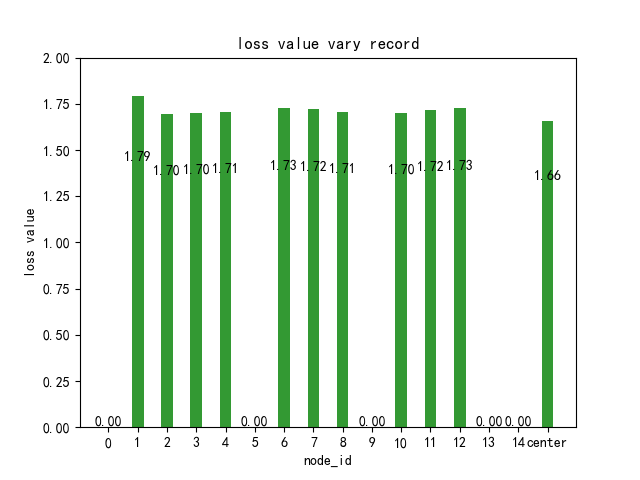 loss value vary record
2.00
1.75
1.50
1.25
1.00
0.75
0.50
0.25
0.00
loss value
0.00 1.79 1.70 1.70 1.71 0.00 1.73 1.72 1.71 0.00 1.70 1.72 1.73 0.00 0.00 1.66
0 1 2 3 4 5 6 7 8 9 10 11 12 13 14 center
node_id